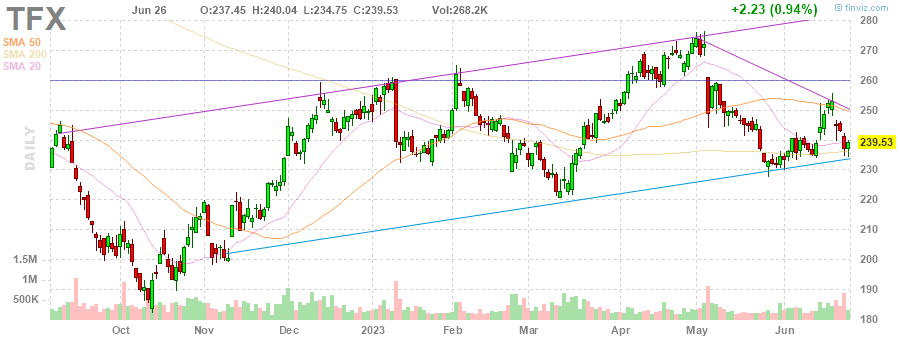 TFX Jun 26 O:237.45 H:240.04 L:234.75 C:239.53 Vol:268.2K +2.23 (0.94%) © finviz.com
SMA 50
SMA 200
SMA 20
DAILY
280
270
260
250
239.53
230
220
210
200
190
180
1.5M
1M
500K
Oct Nov Dec 2023 Feb Mar Apr May Jun